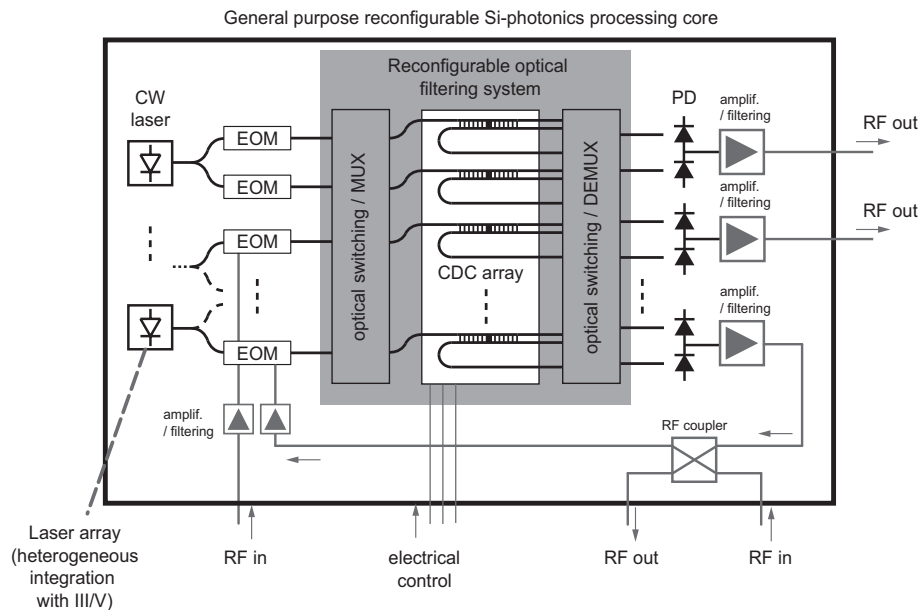 General purpose reconfigurable Si-photonics processing core
Reconfigurable optical
filtering system
CW
laser
EOM
EOM
EOM
EOM
optical switching / MUX
CDC array
optical switching / DEMUX
PD
amplif.
/ filtering
RF out
amplif.
/ filtering
RF out
amplif.
/ filtering
amplif.
/ filtering
RF coupler
Laser array
(heterogeneous
integration
with III/V)
RF in
electrical
control
RF out
RF in